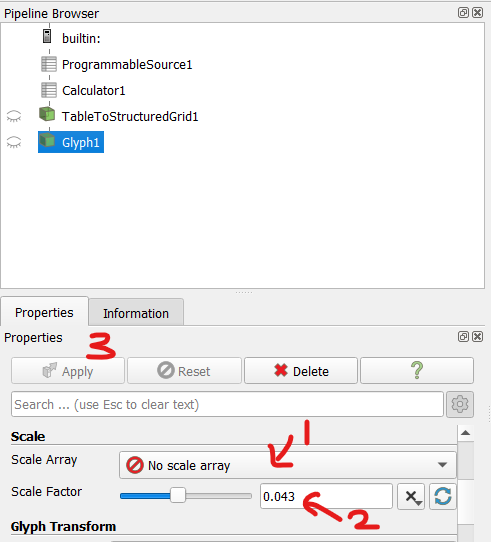 Pipeline Browser
builtin:
ProgrammableSource1
Calculator1
TableToStructuredGrid1
Glyph1
Properties Information
Properties
3
Apply Reset Delete ?
Search ... (use Esc to clear text)
1
Scale
Scale Array No scale array
Scale Factor 0.043
2
Glyph Transform